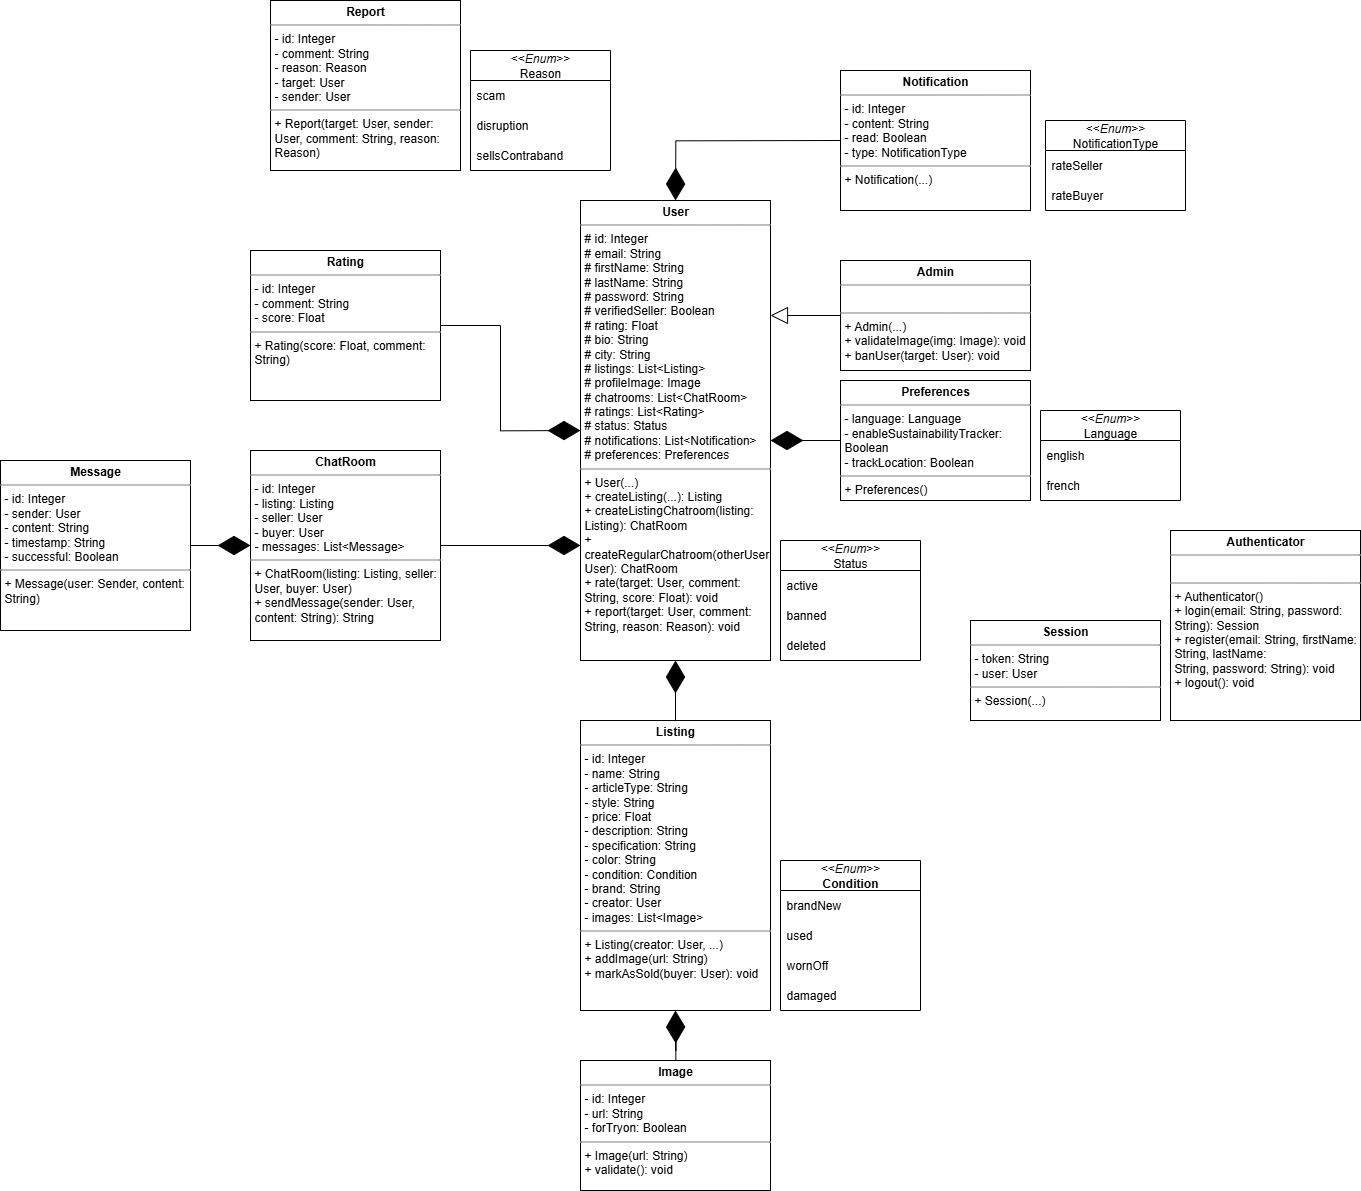 Report
- id: Integer
- comment: String
- reason: Reason
- target: User
- sender: User
+ Report(target: User, sender:
User, comment: String, reason:
Reason)
<<Enum>>
Reason
scam
disruption
sellsContraband
Notification
- id: Integer
- content: String
- read: Boolean
- type: NotificationType
+ Notification(...)
<<Enum>>
NotificationType
rateSeller
rateBuyer
User
# id: Integer
# email: String
# firstName: String
# lastName: String
# password: String
# verifiedSeller: Boolean
# rating: Float
# bio: String
# city: String
# listings: List<Listing>
# profileImage: Image
# chatrooms: List<ChatRoom>
# ratings: List<Rating>
# status: Status
# notifications: List<Notification>
# preferences: Preferences
+ User(...)
+ createListing(...): Listing
+ createListingChatroom(listing:
Listing): ChatRoom
+
createRegularChatroom(otherUser
User): ChatRoom
+ rate(target: User, comment:
String, score: Float): void
+ report(target: User, comment:
String, reason: Reason): void
Rating
- id: Integer
- comment: String
- score: Float
+ Rating(score: Float, comment:
String)
Admin
+ Admin(...)
+ validateImage(img: Image): void
+ banUser(target: User): void
Preferences
- language: Language
- enableSustainabilityTracker:
Boolean
- trackLocation: Boolean
+ Preferences()
<<Enum>>
Language
english
french
Message
- id: Integer
- sender: User
- content: String
- timestamp: String
- successful: Boolean
+ Message(user: Sender, content:
String)
ChatRoom
- id: Integer
- listing: Listing
- seller: User
- buyer: User
- messages: List<Message>
+ ChatRoom(listing: Listing, seller:
User, buyer: User)
+ sendMessage(sender: User,
content: String): String
<<Enum>>
Status
active
banned
deleted
Session
- token: String
- user: User
+ Session(...)
Authenticator
+ Authenticator()
+ login(email: String, password:
String): Session
+ register(email: String, firstName:
String, lastName:
String, password: String): void
+ logout(): void
Listing
- id: Integer
- name: String
- articleType: String
- style: String
- price: Float
- description: String
- specification: String
- color: String
- condition: Condition
- brand: String
- creator: User
- images: List<Image>
+ Listing(creator: User, ...)
+ addImage(url: String)
+ markAsSold(buyer: User): void
<<Enum>>
Condition
brandNew
used
wornOff
damaged
Image
- id: Integer
- url: String
- forTryon: Boolean
+ Image(url: String)
+ validate(): void